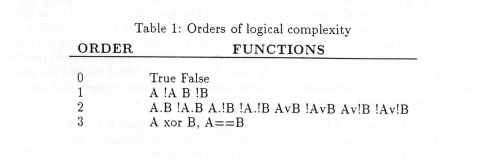 Table 1: Orders of logical complexity
ORDER FUNCTIONS
0 True False
1 A !A B !B
2 A.B !A.B A.!B !A.!B AvB !AvB Av!B !Av!B
3 A xor B, A==B